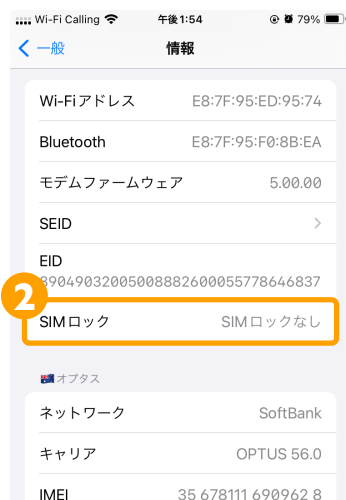 Wi-Fi Calling 午後1:54 79%
一般 情報
Wi-Fiアドレス E8:7F:95:ED:95:74
Bluetooth E8:7F:95:F0:8B:EA
モデムファームウェア 5.00.00
SEID
EID
89049032005008882600055778646837
2
SIMロック SIMロックなし
🇦🇺オプタス
ネットワーク SoftBank
キャリア OPTUS 56.0
IMEI 35 678111 690962 8